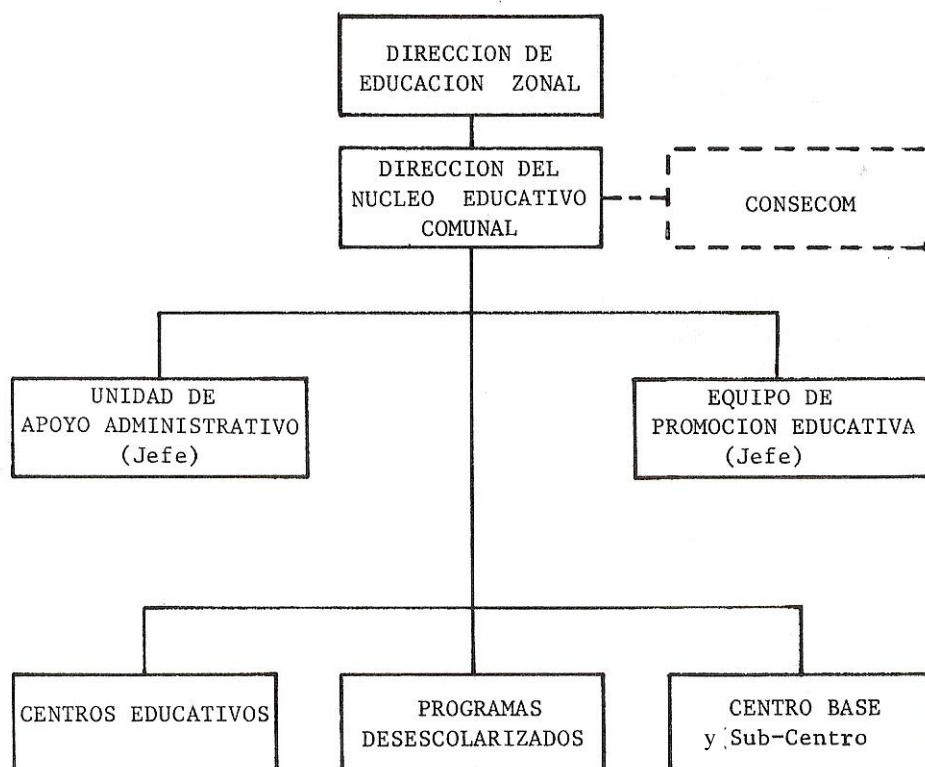 DIRECCION DE
EDUCACION ZONAL
DIRECCION DEL
NUCLEO EDUCATIVO
COMUNAL
CONSECOM
UNIDAD DE
APOYO ADMINISTRATIVO
(Jefe)
EQUIPO DE
PROMOCION EDUCATIVA
(Jefe)
CENTROS EDUCATIVOS
PROGRAMAS
DESESCOLARIZADOS
CENTRO BASE
y Sub-Centro